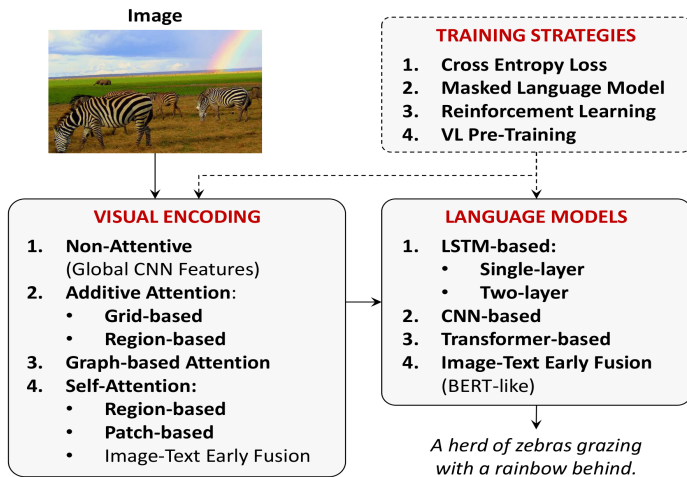 Image
TRAINING STRATEGIES
1. Cross Entropy Loss
2. Masked Language Model
3. Reinforcement Learning
4. VL Pre-Training
VISUAL ENCODING
1. Non-Attentive
(Global CNN Features)
2. Additive Attention:
• Grid-based
• Region-based
3. Graph-based Attention
4. Self-Attention:
• Region-based
• Patch-based
• Image-Text Early Fusion
LANGUAGE MODELS
1. LSTM-based:
• Single-layer
• Two-layer
2. CNN-based
3. Transformer-based
4. Image-Text Early Fusion
(BERT-like)
A herd of zebras grazing
with a rainbow behind.